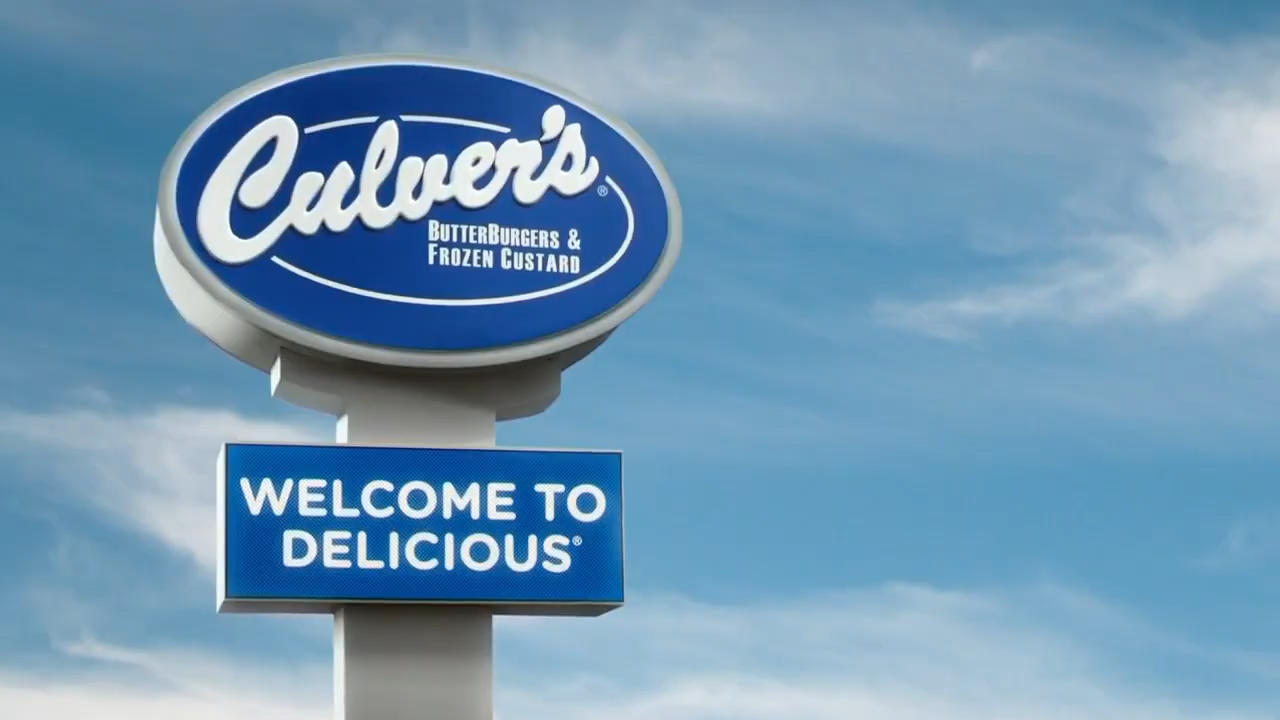 Culver's®
BUTTERBURGERS &
FROZEN CUSTARD
WELCOME TO
DELICIOUS®